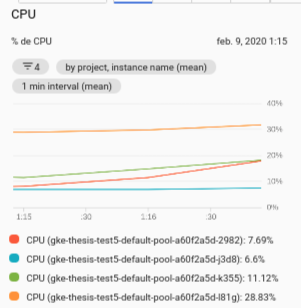 CPU
% de CPU
feb. 9, 2020 1:15
4
by project, instance name (mean)
1 min interval (mean)
40%
30%
20%
10%
0%
1:15 :30 1:16 :30
CPU (gke-thesis-test5-default-pool-a60f2a5d-2982): 7.69%
CPU (gke-thesis-test5-default-pool-a60f2a5d-j3d8): 6.6%
CPU (gke-thesis-test5-default-pool-a60f2a5d-k355): 11.12%
CPU (gke-thesis-test5-default-pool-a60f2a5d-l81g): 28.83%